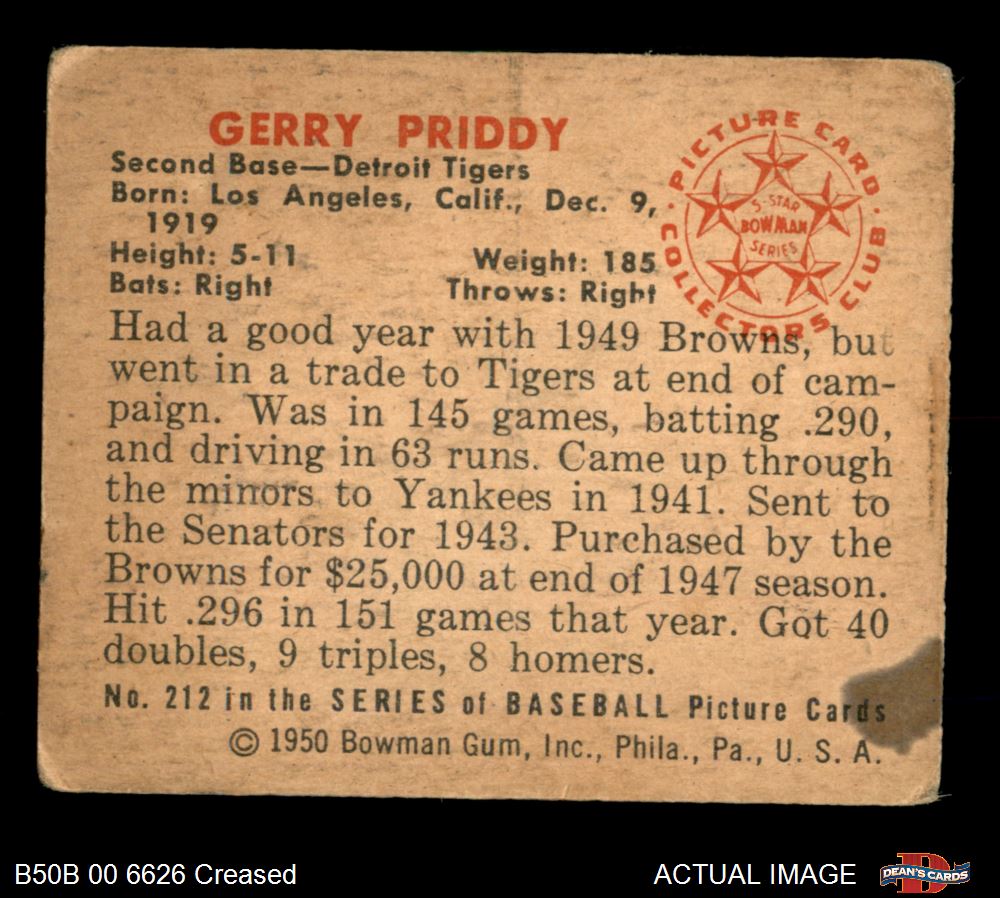 GERRY PRIDDY
Second Base—Detroit Tigers
Born: Los Angeles, Calif., Dec. 9,
1919
Height: 5-11 Weight: 185
Bats: Right Throws: Right
PICTURE CARD
COLLECTORS CLUB
5-STAR
BOWMAN
SERIES
Had a good year with 1949 Browns, but
went in a trade to Tigers at end of cam-
paign. Was in 145 games, batting .290,
and driving in 63 runs. Came up through
the minors to Yankees in 1941. Sent to
the Senators for 1943. Purchased by the
Browns for $25,000 at end of 1947 season.
Hit .296 in 151 games that year. Got 40
doubles, 9 triples, 8 homers.
No. 212 in the SERIES of BASEBALL Picture Cards
© 1950 Bowman Gum, Inc., Phila., Pa., U. S. A.
B50B 00 6626 Creased
ACTUAL IMAGE
D
DEAN'S CARDS